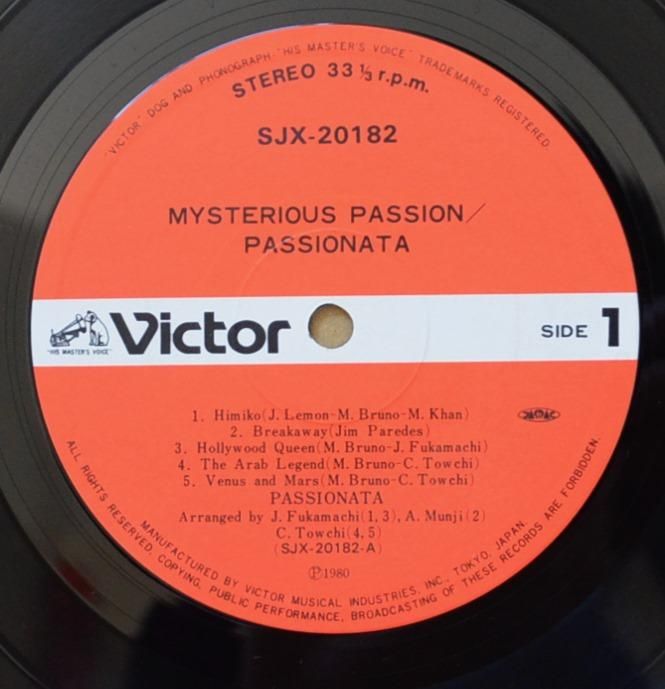 "VICTOR" DOG AND PHONOGRAPH "HIS MASTER'S VOICE" TRADEMARKS REGISTERED.
STEREO 33 ⅓ r.p.m.
SJX-20182
MYSTERIOUS PASSION/
PASSIONATA
"HIS MASTER'S VOICE"
Victor
SIDE 1
1. Himiko(J. Lemon-M. Bruno-M. Khan)
2. Breakaway(Jim Paredes)
3. Hollywood Queen(M. Bruno-J. Fukamachi)
4. The Arab Legend(M. Bruno-C. Towchi)
5. Venus and Mars(M. Bruno-C. Towchi)
PASSIONATA
Arranged by J. Fukamachi(1, 3), A. Munji(2)
C. Towchi(4, 5)
(SJX-20182-A)
Ⓟ1980
MANUFACTURED BY VICTOR MUSICAL INDUSTRIES, INC., TOKYO, JAPAN.
ALL RIGHTS RESERVED. COPYING, PUBLIC PERFORMANCE, BROADCASTING OF THESE RECORDS ARE FORBIDDEN.